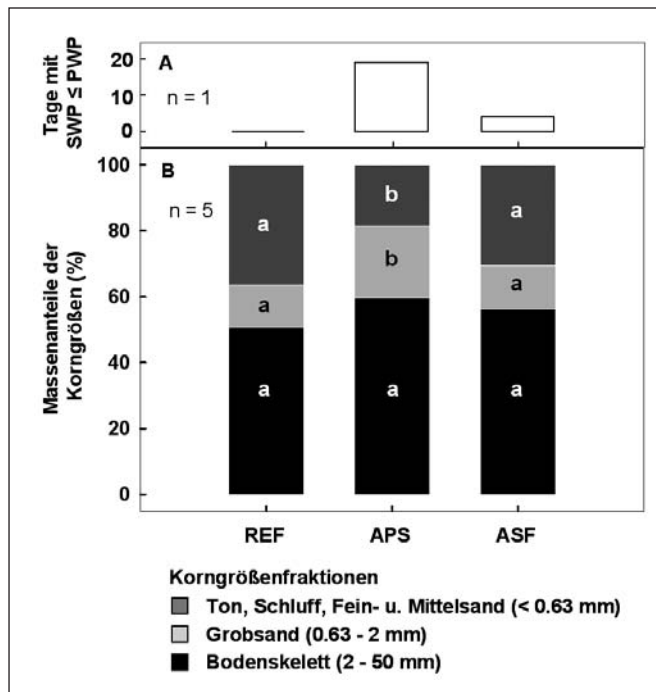 Tage mit
SWP ≤ PWP
20
10
0
A
n = 1
Massenanteile der
Korngrößen (%)
100
80
60
40
20
0
B
n = 5
a
b
a
a
b
a
a
a
a
REF APS ASF
Korngrößenfraktionen
Ton, Schluff, Fein- u. Mittelsand (< 0.63 mm)
Grobsand (0.63 - 2 mm)
Bodenskelett (2 - 50 mm)